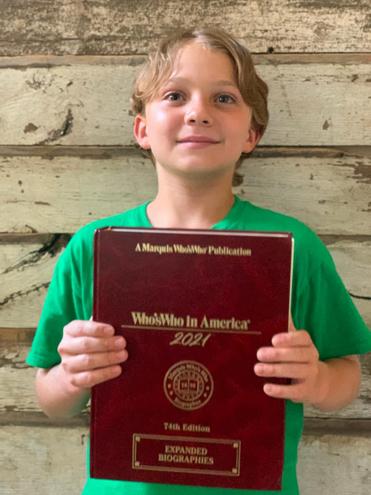 A Marquis Who'sWho® Publication
Who'sWho In America®
2021
74th Edition
EXPANDED
BIOGRAPHIES